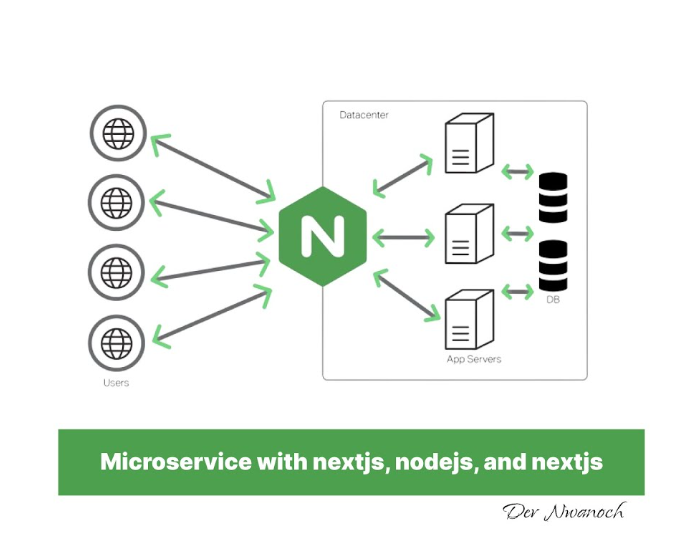 Datacenter
N
DB
App Servers
Users
Microservice with nextjs, nodejs, and nextjs
Der Nwanoch